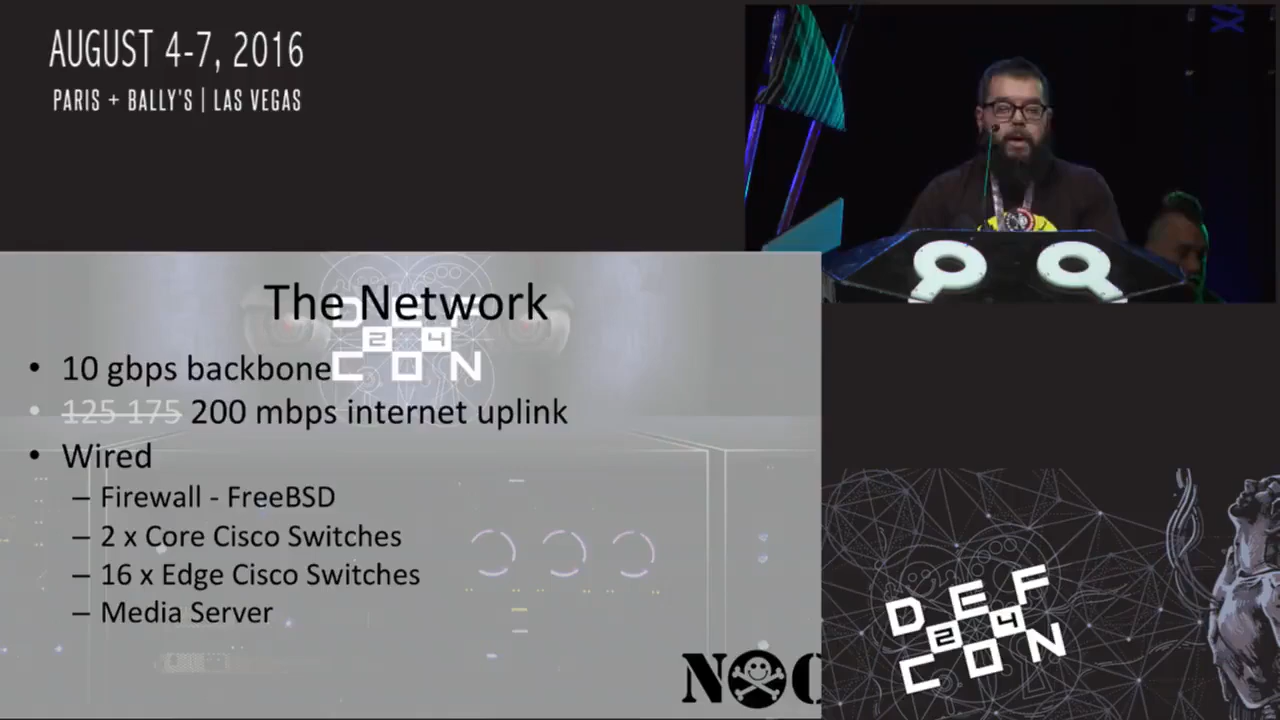 AUGUST 4-7, 2016
PARIS + BALLY'S | LAS VEGAS
The Network
DEF
24
CON
• 10 gbps backbone
• 125 175 200 mbps internet uplink
• Wired
– Firewall - FreeBSD
– 2 x Core Cisco Switches
– 16 x Edge Cisco Switches
– Media Server
NOC
DEF
24
CON